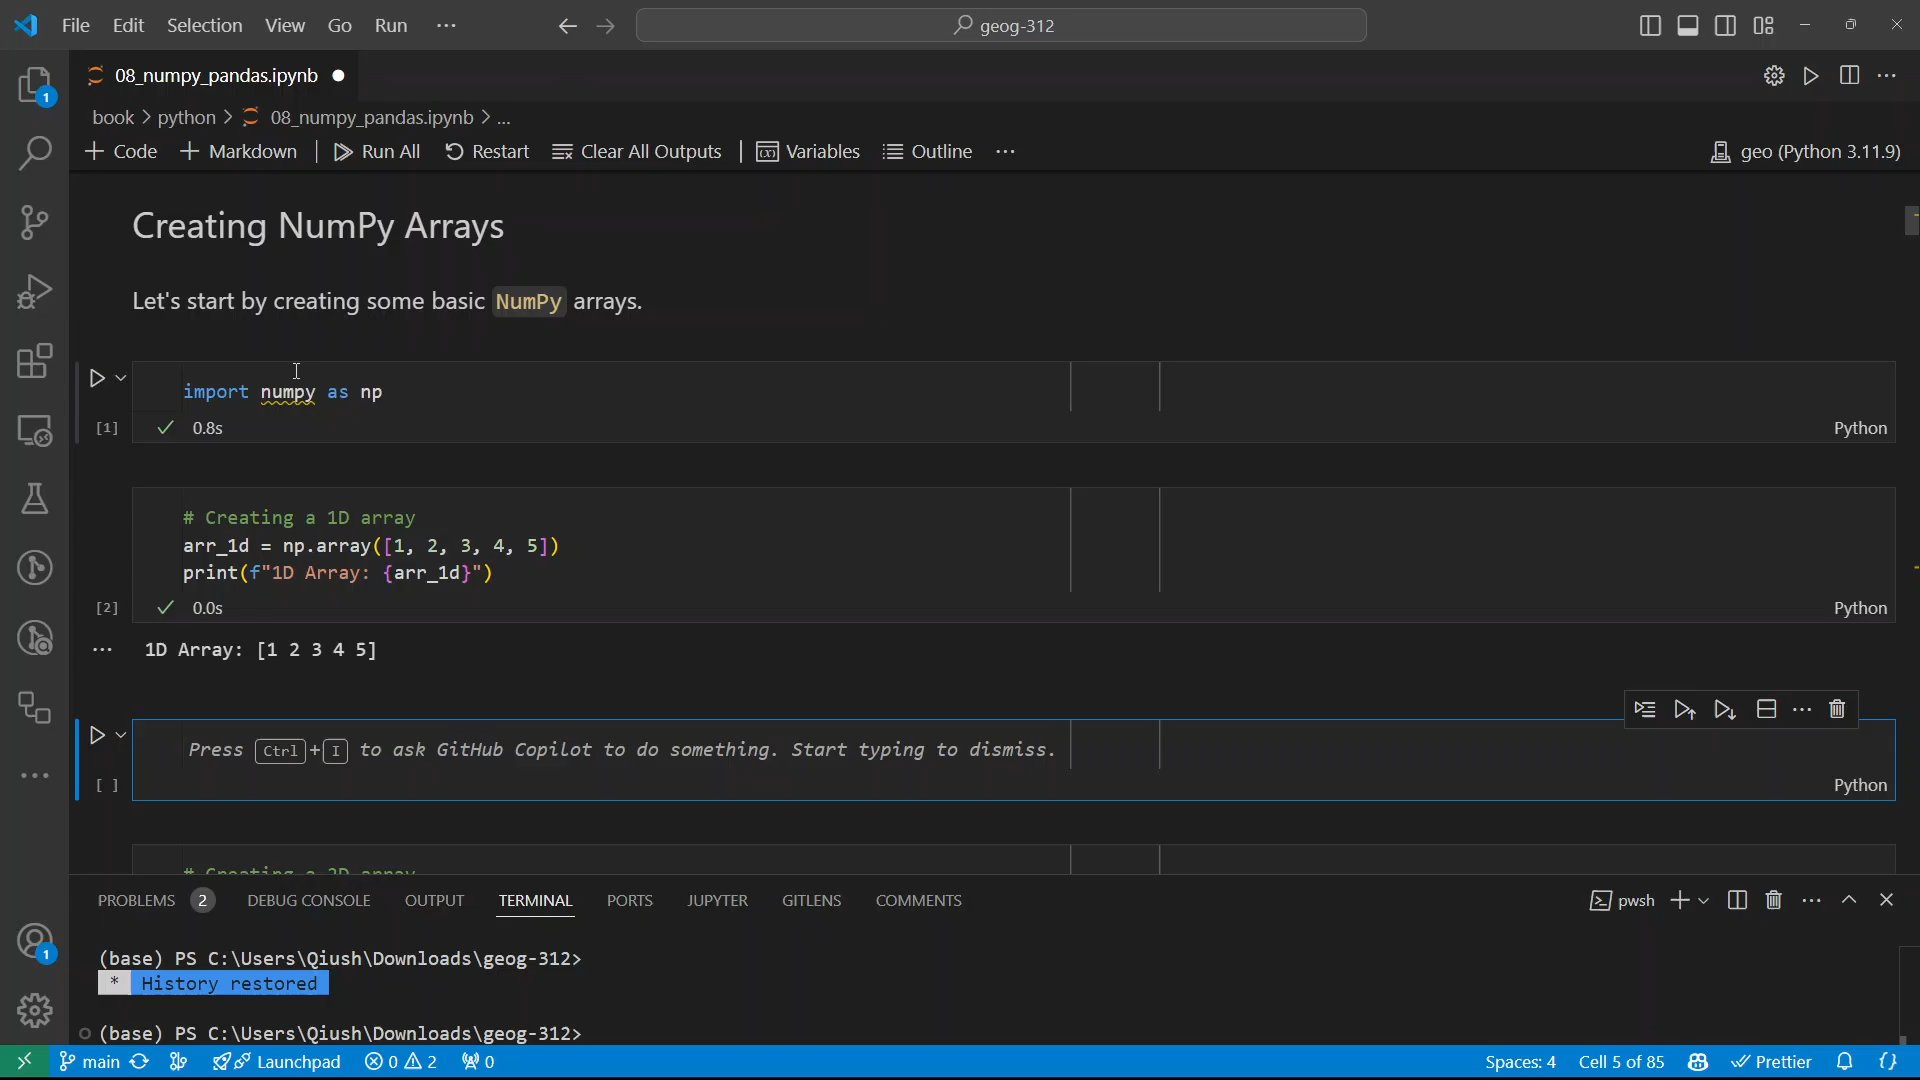 File Edit Selection View Go Run ... geog-312
08_numpy_pandas.ipynb
1
book > python > 08_numpy_pandas.ipynb > ...
+ Code + Markdown Run All Restart Clear All Outputs Variables Outline ... geo (Python 3.11.9)
Creating NumPy Arrays
Let's start by creating some basic NumPy arrays.
import numpy as np
[1] ✓ 0.8s Python
# Creating a 1D array
arr_1d = np.array([1, 2, 3, 4, 5])
print(f"1D Array: {arr_1d}")
[2] ✓ 0.0s Python
... 1D Array: [1 2 3 4 5]
Press Ctrl+I to ask GitHub Copilot to do something. Start typing to dismiss.
[ ] Python
# Creating a 2D array
PROBLEMS 2 DEBUG CONSOLE OUTPUT TERMINAL PORTS JUPYTER GITLENS COMMENTS pwsh
1
(base) PS C:\Users\Qiush\Downloads\geog-312>
* History restored
(base) PS C:\Users\Qiush\Downloads\geog-312>
main Launchpad 0 2 0 Spaces: 4 Cell 5 of 85 Prettier {}